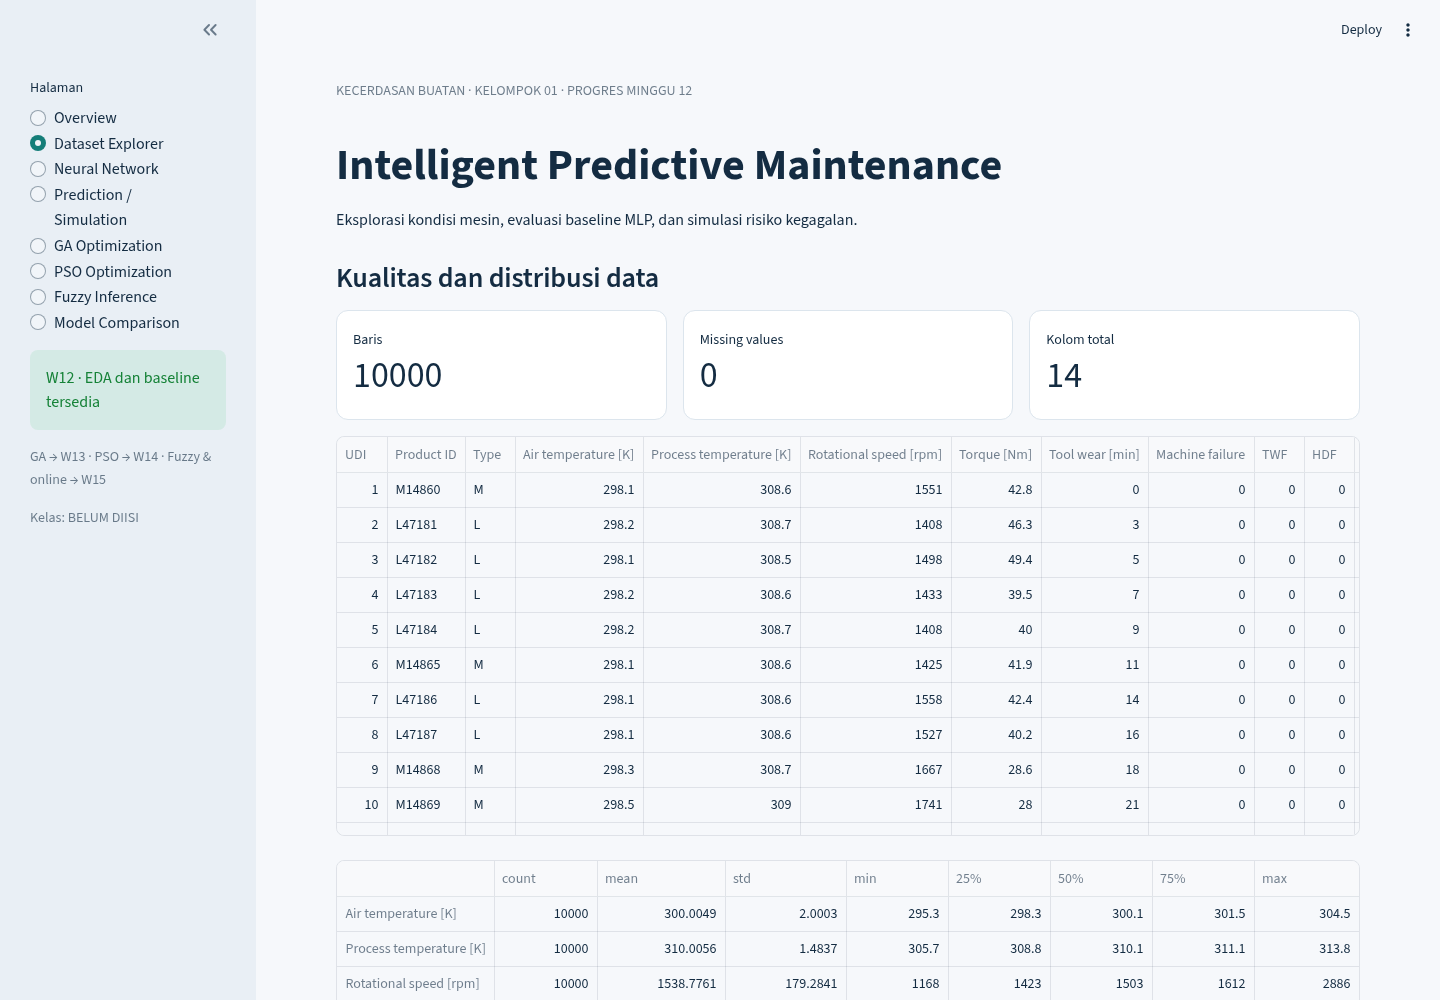 Deploy
Halaman
Overview
Dataset Explorer
Neural Network
Prediction /
Simulation
GA Optimization
PSO Optimization
Fuzzy Inference
Model Comparison
W12 · EDA dan baseline
tersedia
GA → W13 · PSO → W14 · Fuzzy &
online → W15
Kelas: BELUM DIISI
KECERDASAN BUATAN · KELOMPOK 01 · PROGRES MINGGU 12
Intelligent Predictive Maintenance
Eksplorasi kondisi mesin, evaluasi baseline MLP, dan simulasi risiko kegagalan.
Kualitas dan distribusi data
Baris
10000
Missing values
0
Kolom total
14
UDI Product ID Type Air temperature [K] Process temperature [K] Rotational speed [rpm] Torque [Nm] Tool wear [min] Machine failure TWF HDF
1 M14860 M 298.1 308.6 1551 42.8 0 0 0 0
2 L47181 L 298.2 308.7 1408 46.3 3 0 0 0
3 L47182 L 298.1 308.5 1498 49.4 5 0 0 0
4 L47183 L 298.2 308.6 1433 39.5 7 0 0 0
5 L47184 L 298.2 308.7 1408 40 9 0 0 0
6 M14865 M 298.1 308.6 1425 41.9 11 0 0 0
7 L47186 L 298.1 308.6 1558 42.4 14 0 0 0
8 L47187 L 298.1 308.6 1527 40.2 16 0 0 0
9 M14868 M 298.3 308.7 1667 28.6 18 0 0 0
10 M14869 M 298.5 309 1741 28 21 0 0 0
count mean std min 25% 50% 75% max
Air temperature [K] 10000 300.0049 2.0003 295.3 298.3 300.1 301.5 304.5
Process temperature [K] 10000 310.0056 1.4837 305.7 308.8 310.1 311.1 313.8
Rotational speed [rpm] 10000 1538.7761 179.2841 1168 1423 1503 1612 2886